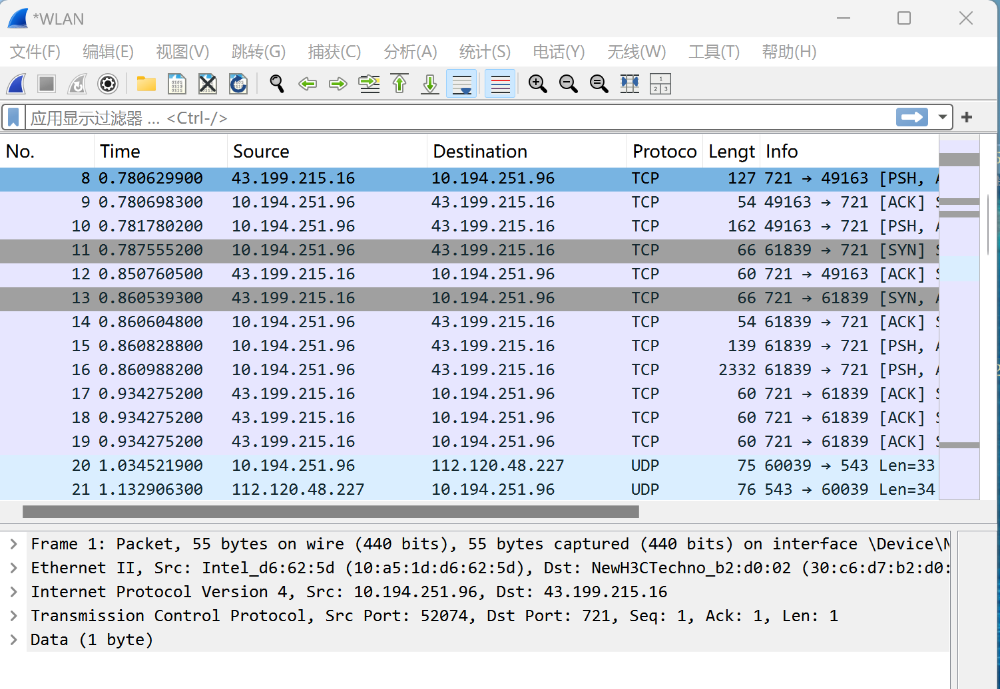 *WLAN
文件(F) 编辑(E) 视图(V) 跳转(G) 捕获(C) 分析(A) 统计(S) 电话(Y) 无线(W) 工具(T) 帮助(H)
应用显示过滤器 … <Ctrl-/>
No. Time Source Destination Protoco Lengt Info
8 0.780629900 43.199.215.16 10.194.251.96 TCP 127 721 → 49163 [PSH,
9 0.780698300 10.194.251.96 43.199.215.16 TCP 54 49163 → 721 [ACK]
10 0.781780200 10.194.251.96 43.199.215.16 TCP 162 49163 → 721 [PSH,
11 0.787555200 10.194.251.96 43.199.215.16 TCP 66 61839 → 721 [SYN]
12 0.850760500 43.199.215.16 10.194.251.96 TCP 60 721 → 49163 [ACK]
13 0.860539300 43.199.215.16 10.194.251.96 TCP 66 721 → 61839 [SYN,
14 0.860604800 10.194.251.96 43.199.215.16 TCP 54 61839 → 721 [ACK]
15 0.860828800 10.194.251.96 43.199.215.16 TCP 139 61839 → 721 [PSH,
16 0.860988200 10.194.251.96 43.199.215.16 TCP 2332 61839 → 721 [PSH,
17 0.934275200 43.199.215.16 10.194.251.96 TCP 60 721 → 61839 [ACK]
18 0.934275200 43.199.215.16 10.194.251.96 TCP 60 721 → 61839 [ACK]
19 0.934275200 43.199.215.16 10.194.251.96 TCP 60 721 → 61839 [ACK]
20 1.034521900 10.194.251.96 112.120.48.227 UDP 75 60039 → 543 Len=33
21 1.132906300 112.120.48.227 10.194.251.96 UDP 76 543 → 60039 Len=34
Frame 1: Packet, 55 bytes on wire (440 bits), 55 bytes captured (440 bits) on interface \Device\
Ethernet II, Src: Intel_d6:62:5d (10:a5:1d:d6:62:5d), Dst: NewH3CTechno_b2:d0:02 (30:c6:d7:b2:d0:
Internet Protocol Version 4, Src: 10.194.251.96, Dst: 43.199.215.16
Transmission Control Protocol, Src Port: 52074, Dst Port: 721, Seq: 1, Ack: 1, Len: 1
Data (1 byte)